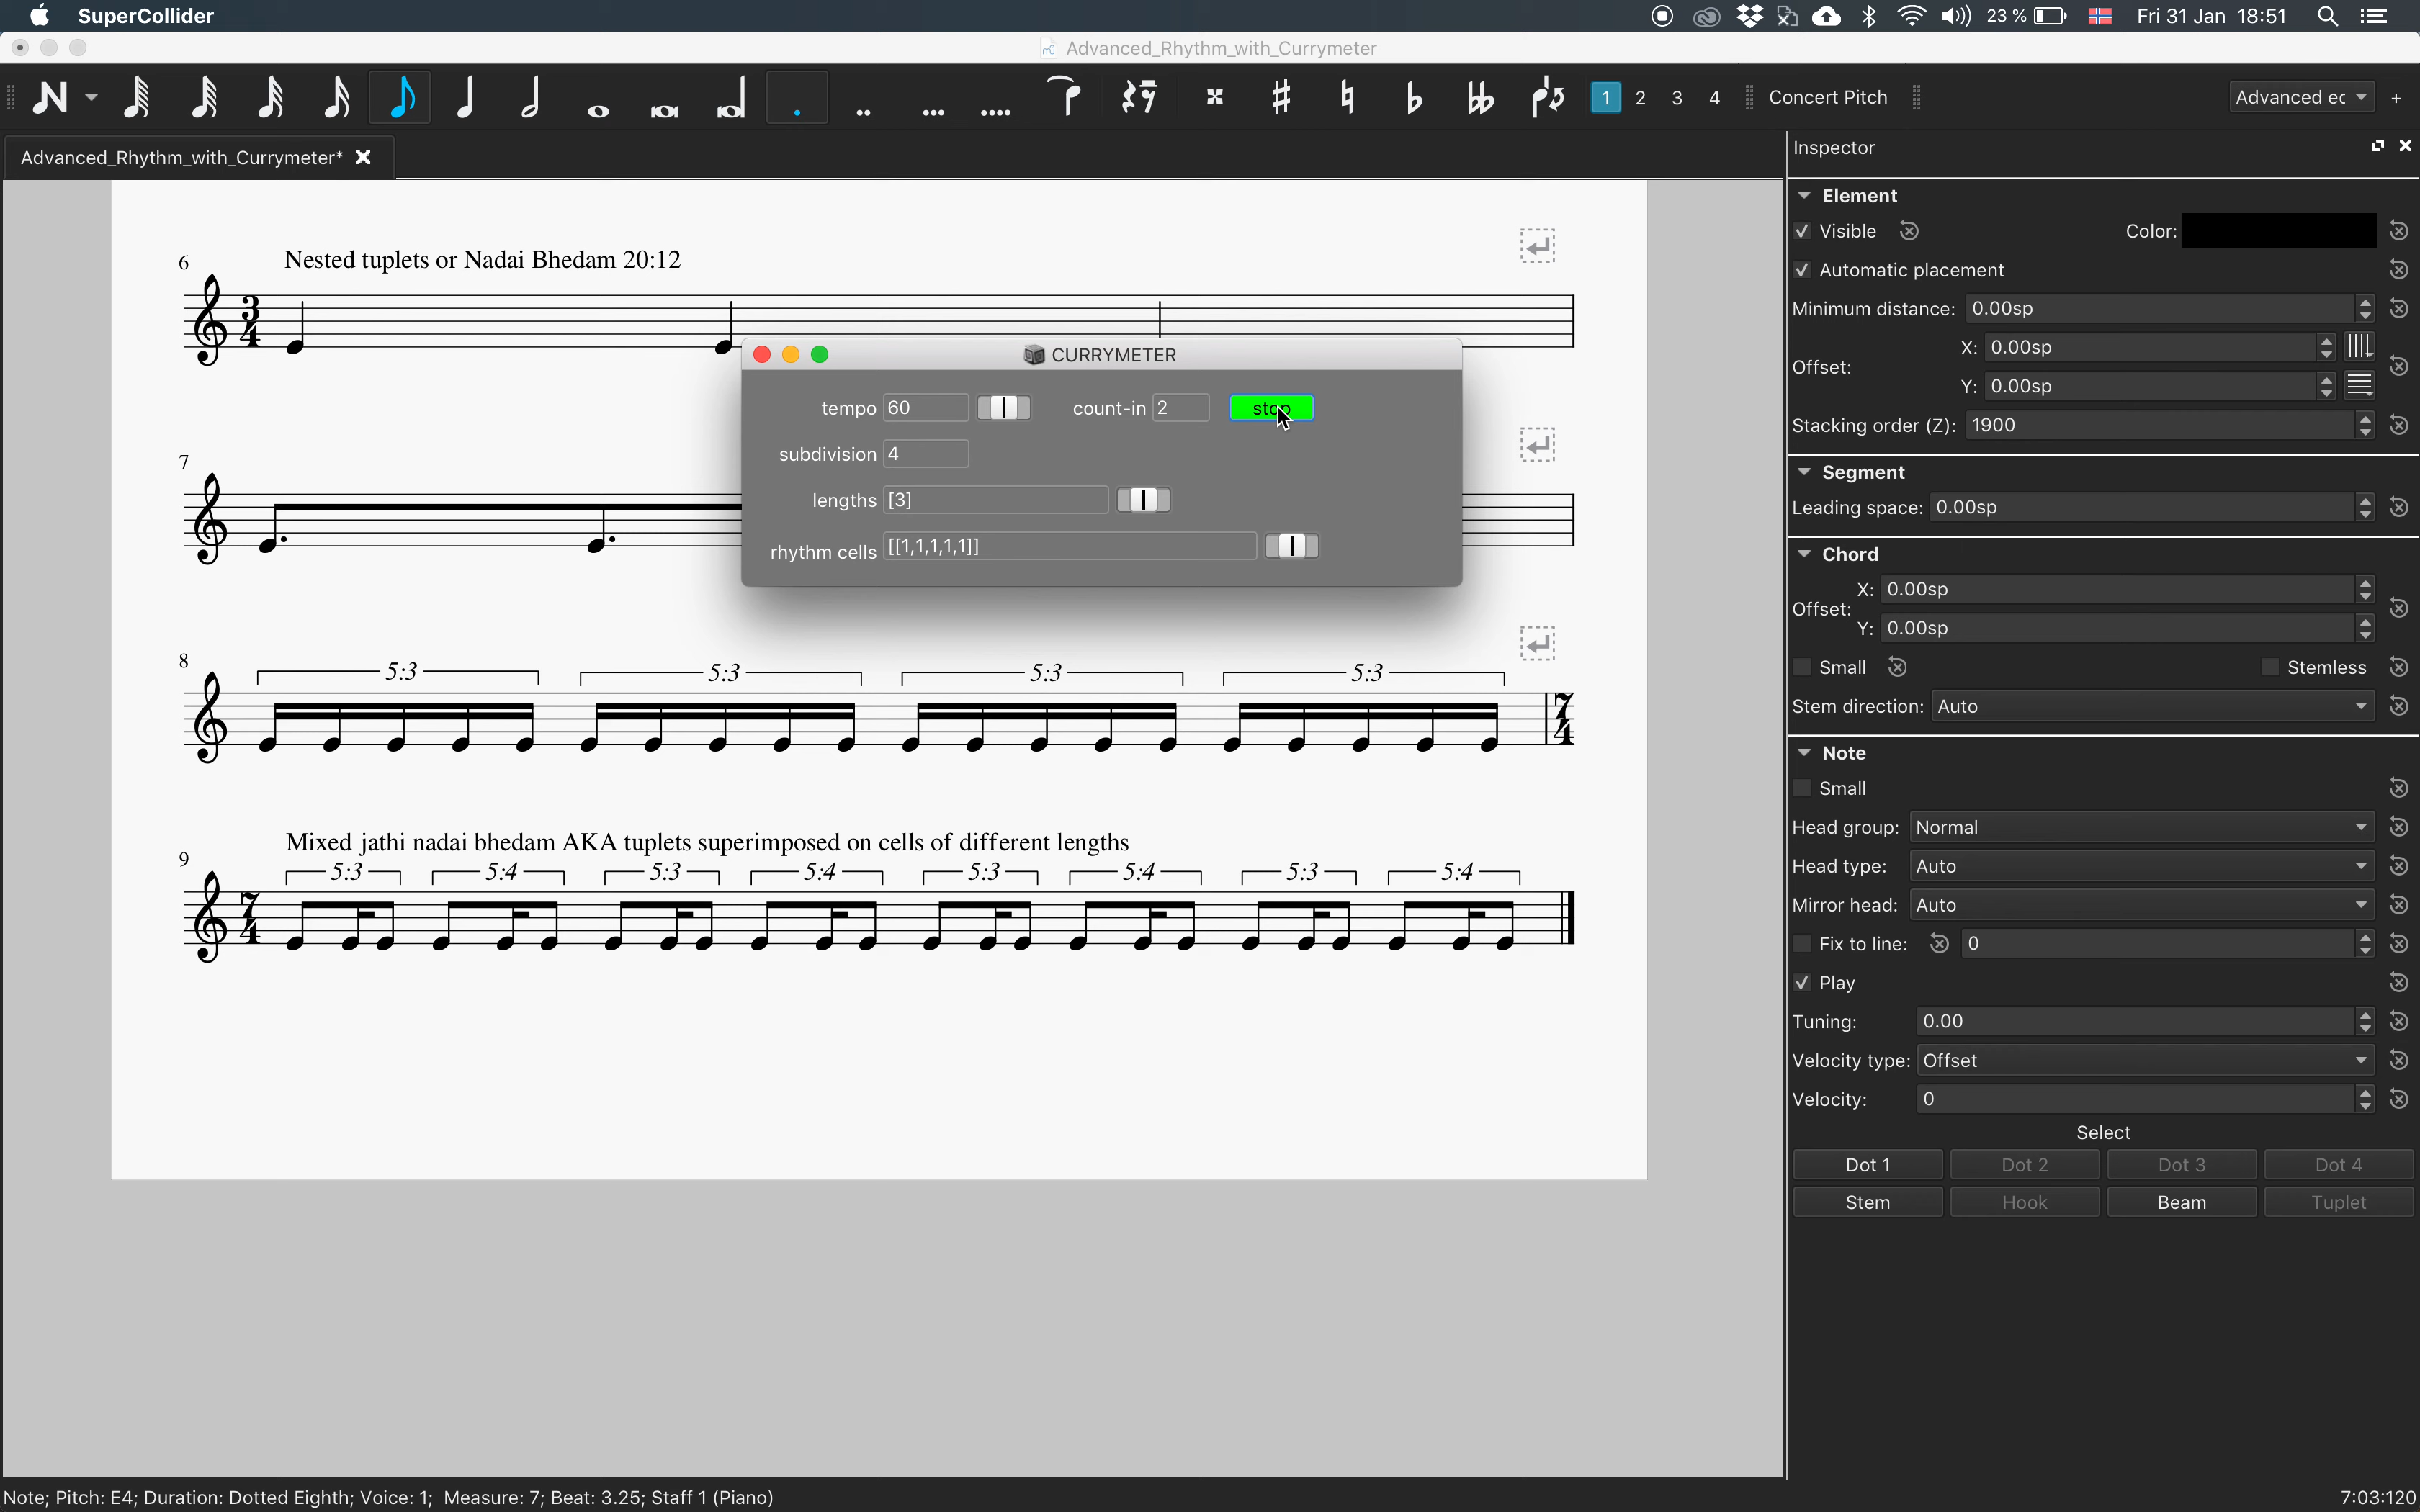 SuperCollider 23 % Fri 31 Jan 18:51
Advanced_Rhythm_with_Currymeter
1 2 3 4 Concert Pitch Advanced ec +
Advanced_Rhythm_with_Currymeter*
6 Nested tuplets or Nadai Bhedam 20:12
3
4
CURRYMETER
tempo 60 count-in 2 stop
subdivision 4
lengths [3]
rhythm cells [[1,1,1,1,1]]
7
8
5:3 5:3 5:3 5:3
7
4
Mixed jathi nadai bhedam AKA tuplets superimposed on cells of different lengths
9
5:3 5:4 5:3 5:4 5:3 5:4 5:3 5:4
7
4
Inspector
Element
Visible Color:
Automatic placement
Minimum distance: 0.00sp
Offset: X: 0.00sp
Y: 0.00sp
Stacking order (Z): 1900
Segment
Leading space: 0.00sp
Chord
Offset: X: 0.00sp
Y: 0.00sp
Small Stemless
Stem direction: Auto
Note
Small
Head group: Normal
Head type: Auto
Mirror head: Auto
Fix to line: 0
Play
Tuning: 0.00
Velocity type: Offset
Velocity: 0
Select
Dot 1 Dot 2 Dot 3 Dot 4
Stem Hook Beam Tuplet
Note; Pitch: E4; Duration: Dotted Eighth; Voice: 1; Measure: 7; Beat: 3.25; Staff 1 (Piano) 7:03:120